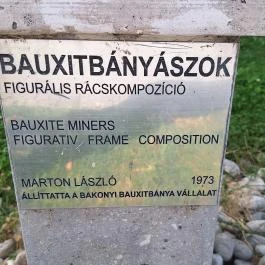 BAUXITBÁNYÁSZOK
FIGURÁLIS RÁCSKOMPOZÍCIÓ
BAUXITE MINERS
FIGURATIV FRAME COMPOSITION
MARTON LÁSZLÓ 1973
ÁLLÍTTATTA A BAKONYI BAUXITBÁNYA VÁLLALAT